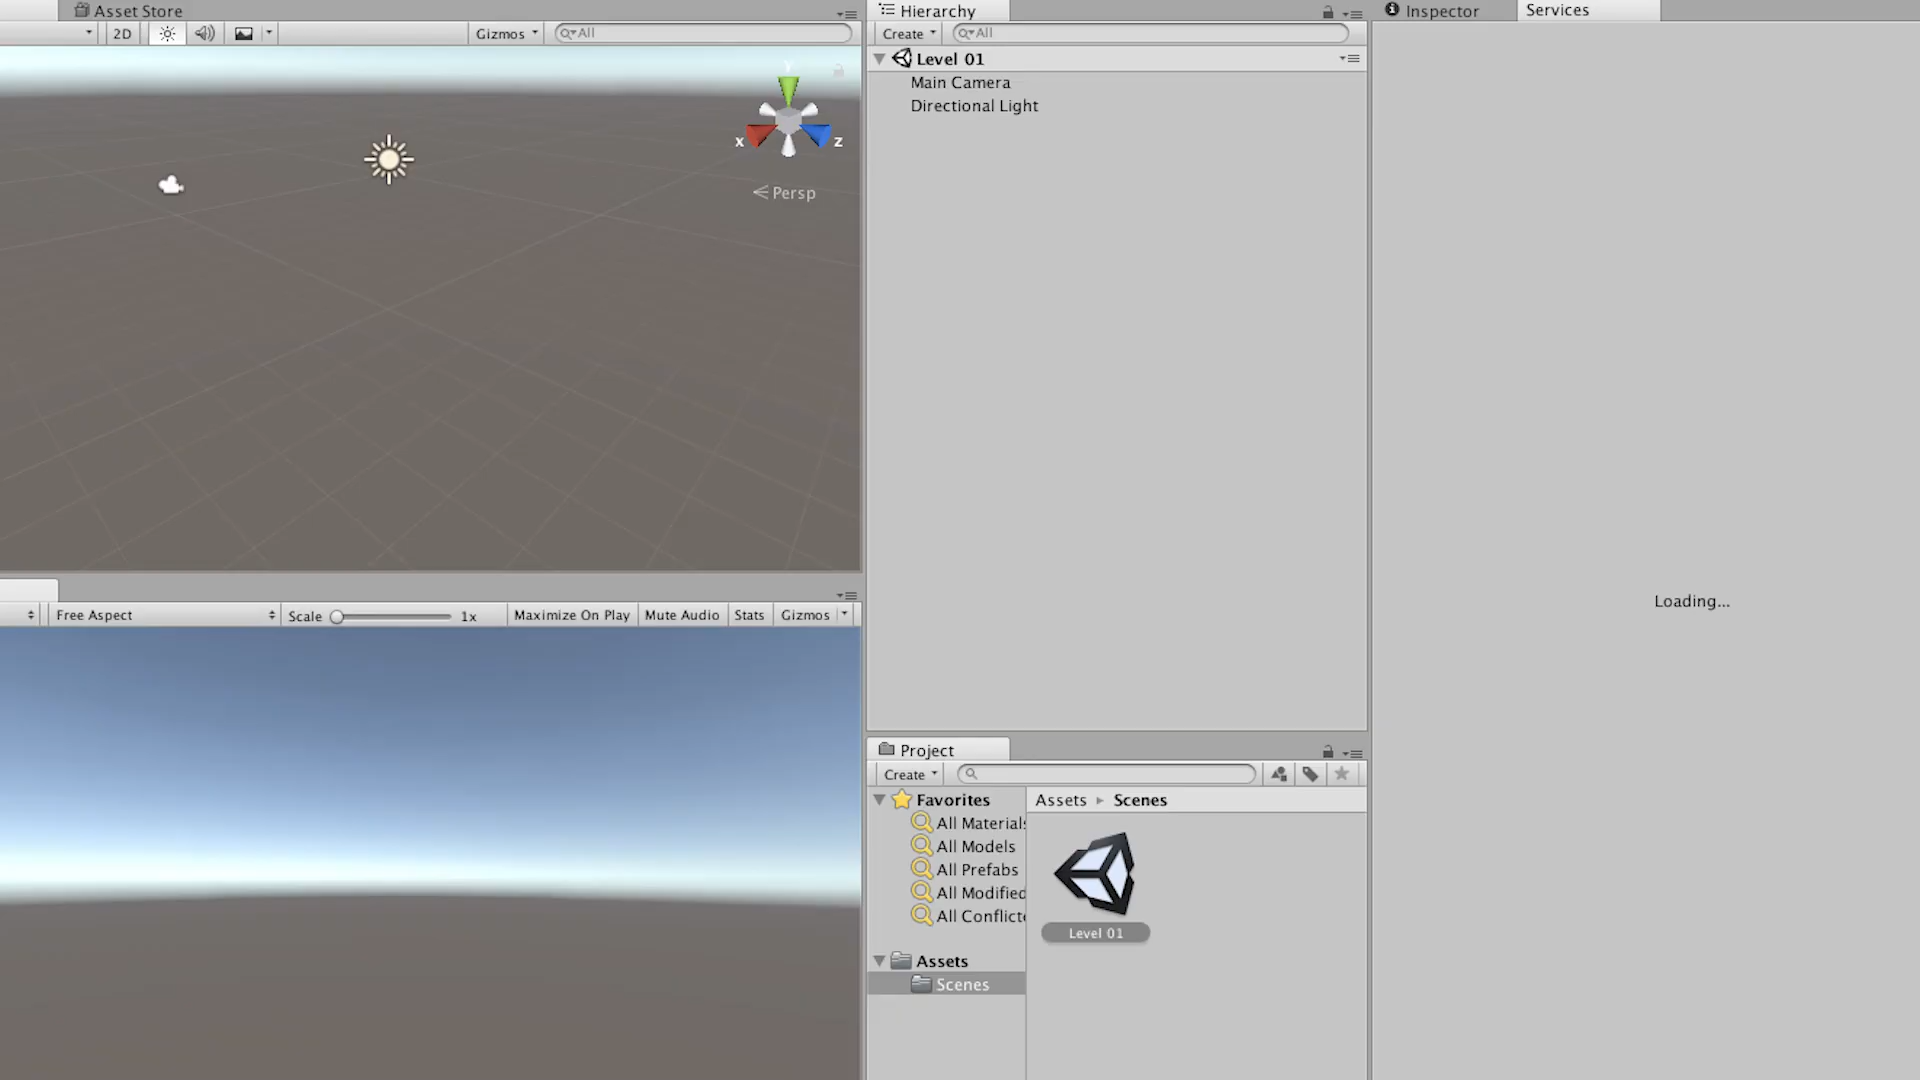 Asset Store
2D
Gizmos
All
y
x
z
Persp
Free Aspect
Scale
1x
Maximize On Play
Mute Audio
Stats
Gizmos
Hierarchy
Create
All
Level 01
Main Camera
Directional Light
Project
Create
Favorites
All Materials
All Models
All Prefabs
All Modified
All Conflicte
Assets
Scenes
Assets
Scenes
Level 01
Inspector
Services
Loading...